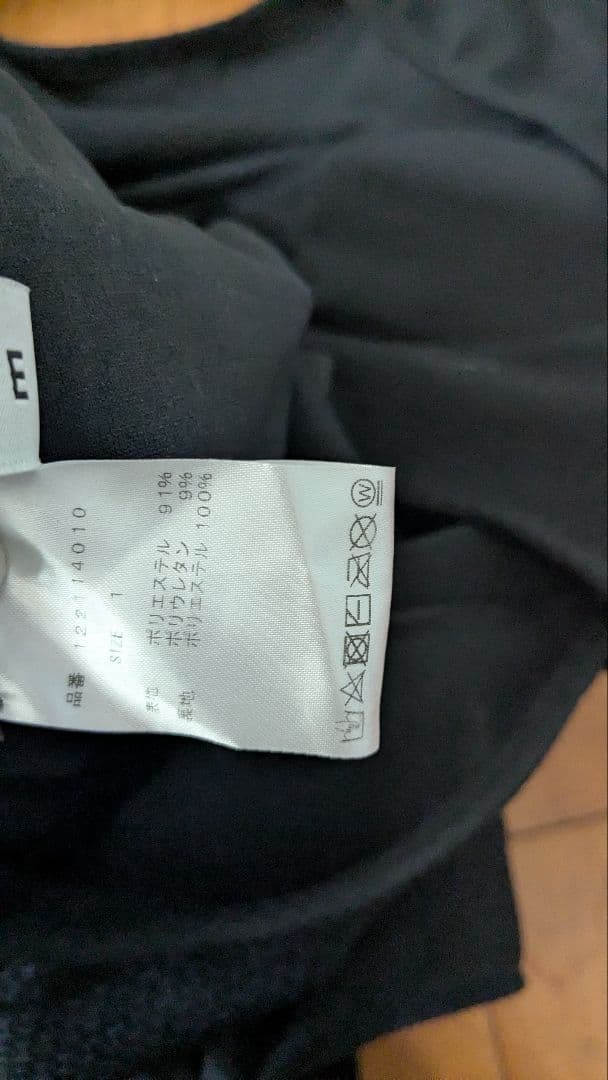 E
品番 122114010
SIZE 1
表地 ポリエステル 91%
ポリウレタン 9%
裏地 ポリエステル 100%
W